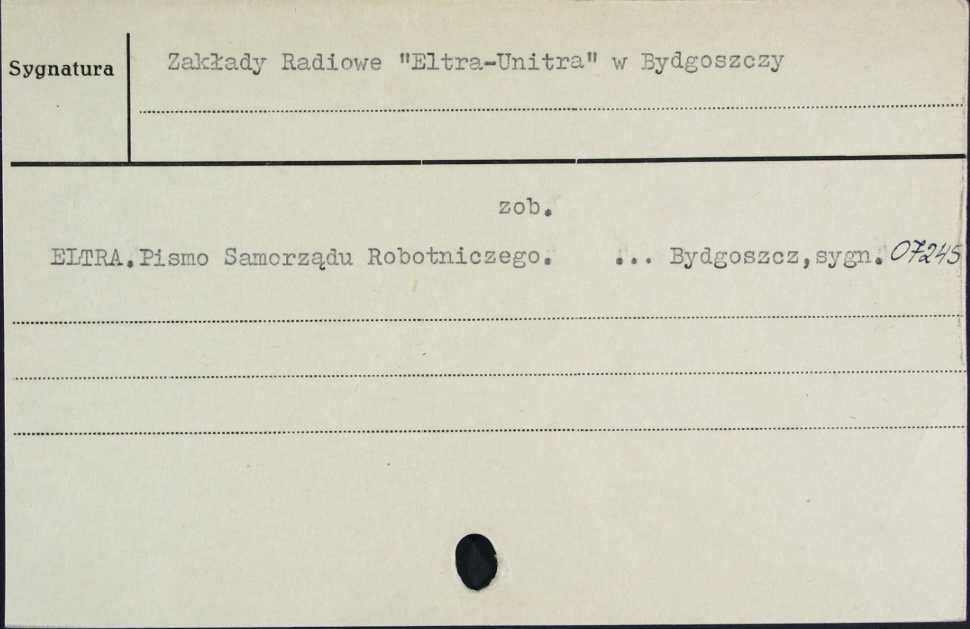 Sygnatura
Zakłady Radiowe "Eltra-Unitra" w Bydgoszczy
zob.
ELTRA.Pismo Samorządu Robotniczego. ... Bydgoszcz,sygn. 07245